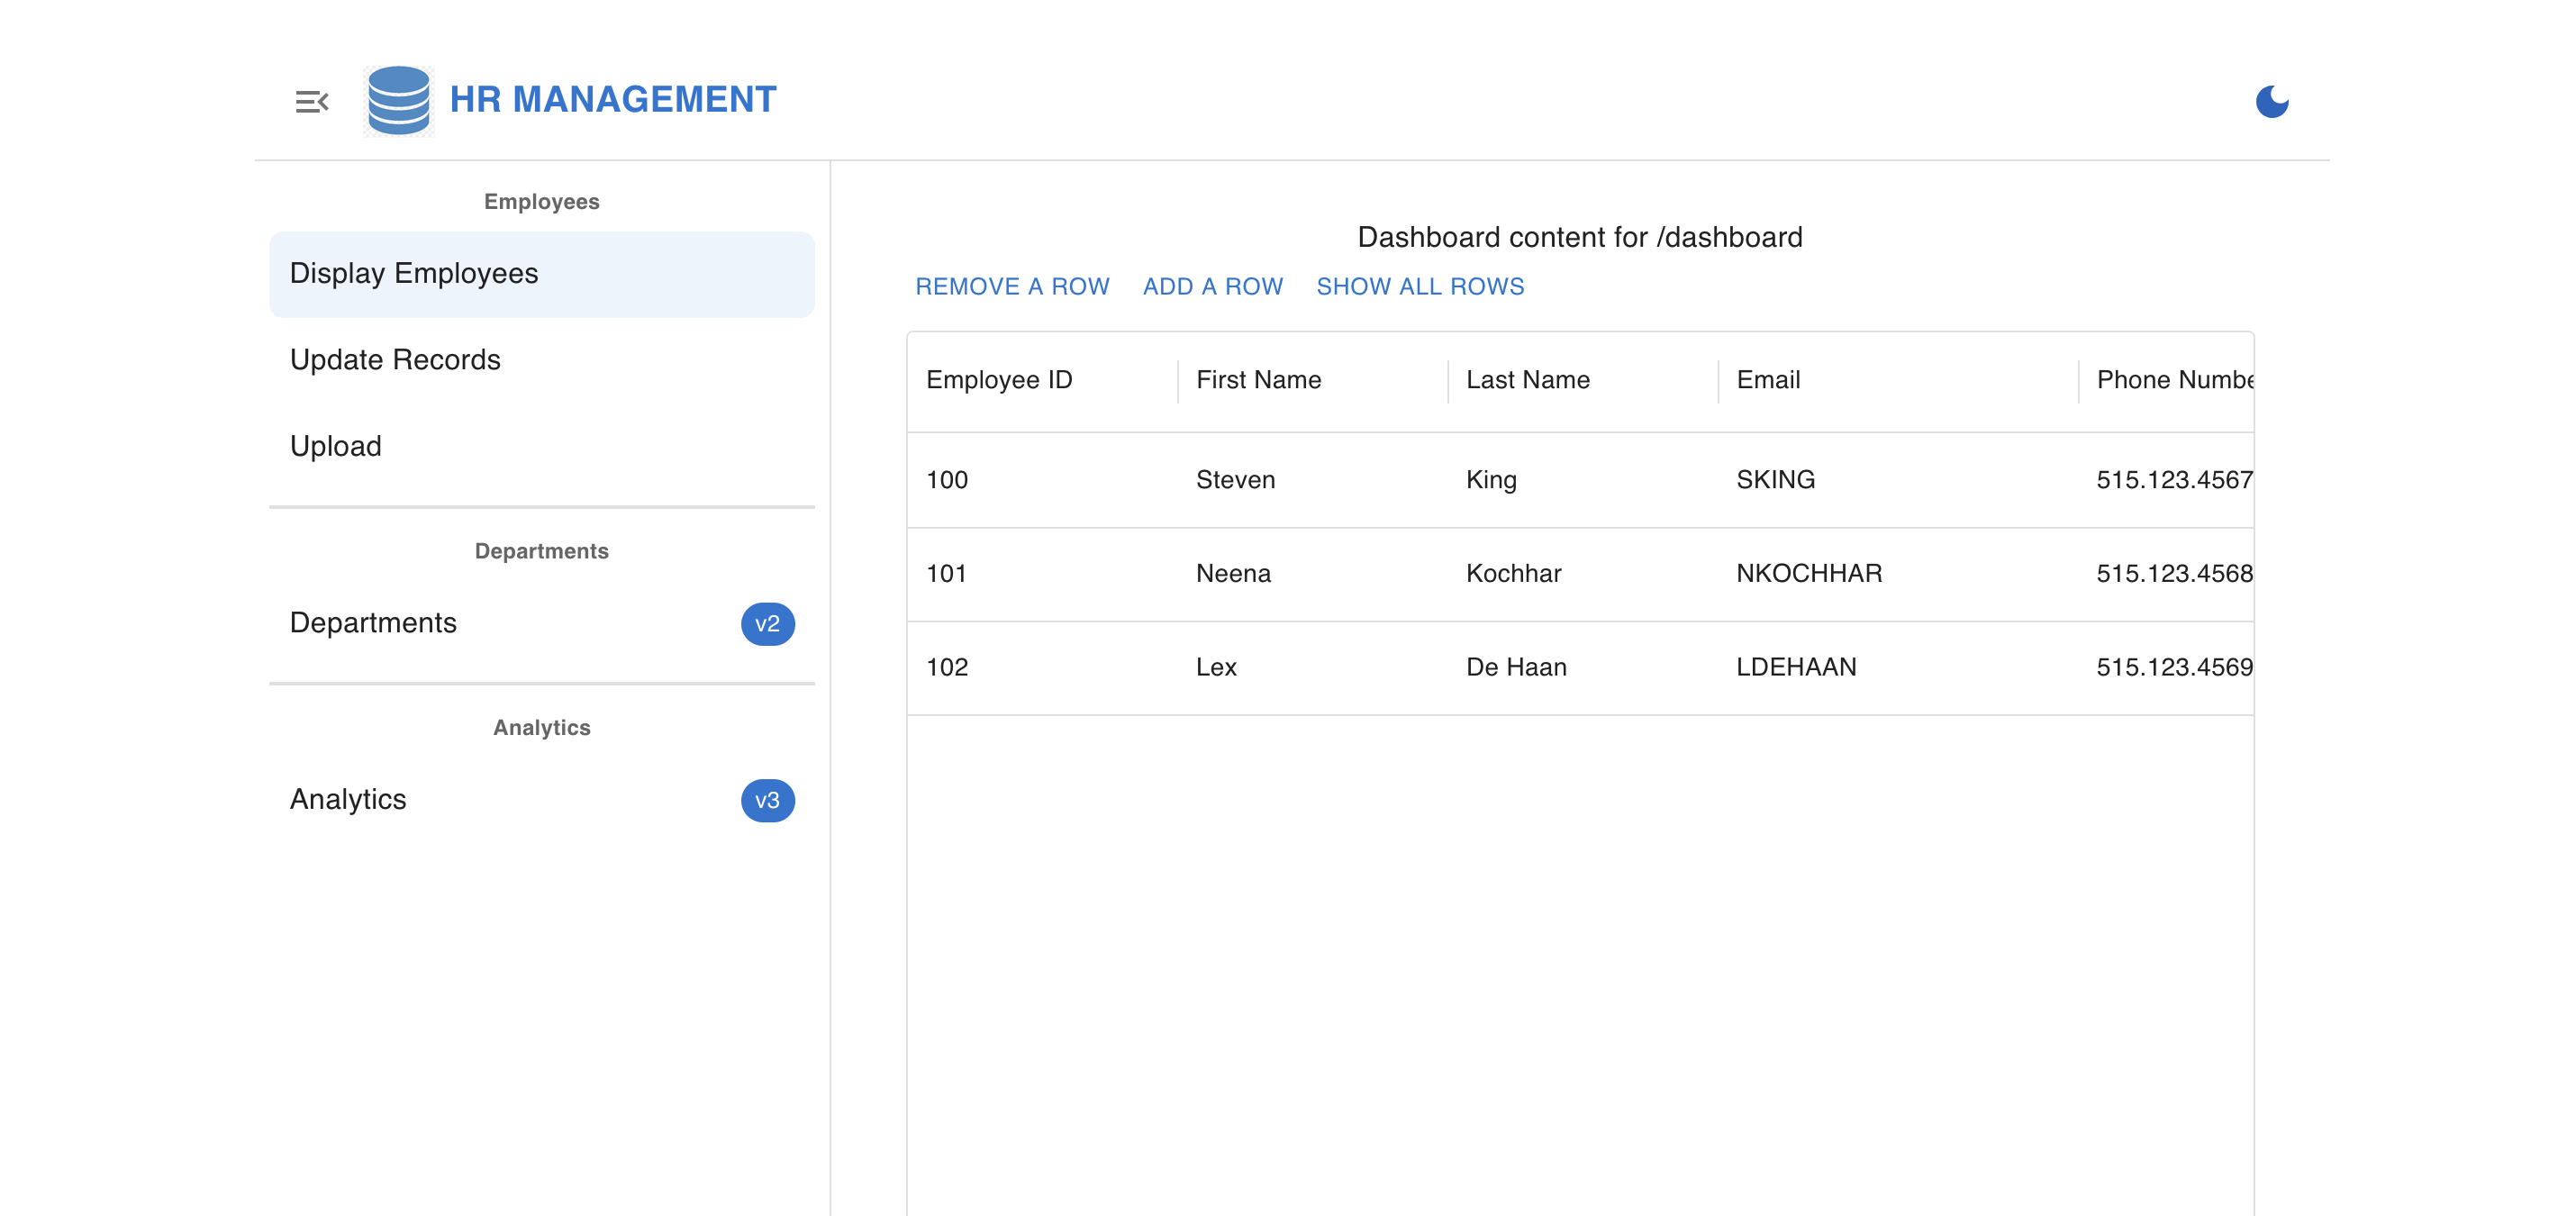 HR MANAGEMENT
Employees
Display Employees
Update Records
Upload
Departments
Departments v2
Analytics
Analytics v3
Dashboard content for /dashboard
REMOVE A ROW ADD A ROW SHOW ALL ROWS
Employee ID First Name Last Name Email Phone Numbe
100 Steven King SKING 515.123.4567
101 Neena Kochhar NKOCHHAR 515.123.4568
102 Lex De Haan LDEHAAN 515.123.4569